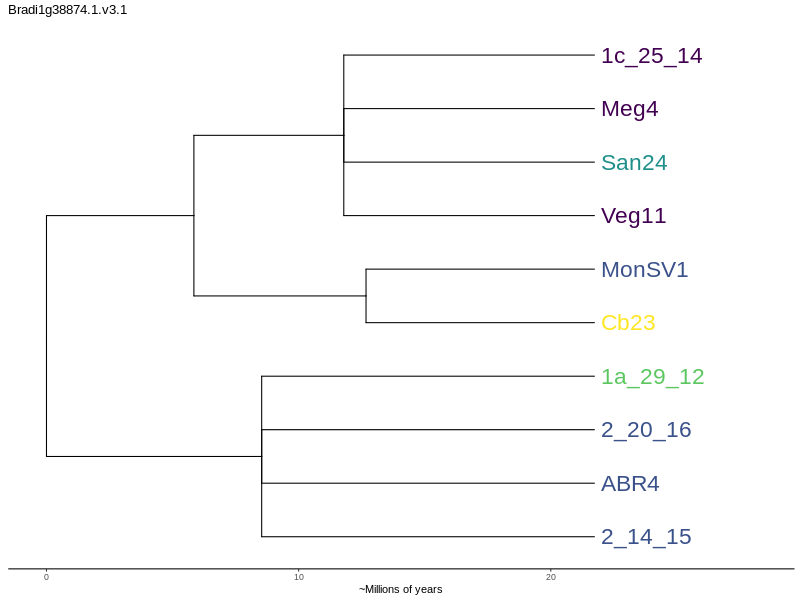 Bradi1g38874.1.v3.1
1c_25_14
Meg4
San24
Veg11
MonSV1
Cb23
1a_29_12
2_20_16
ABR4
2_14_15
0 10 20
~Millions of years